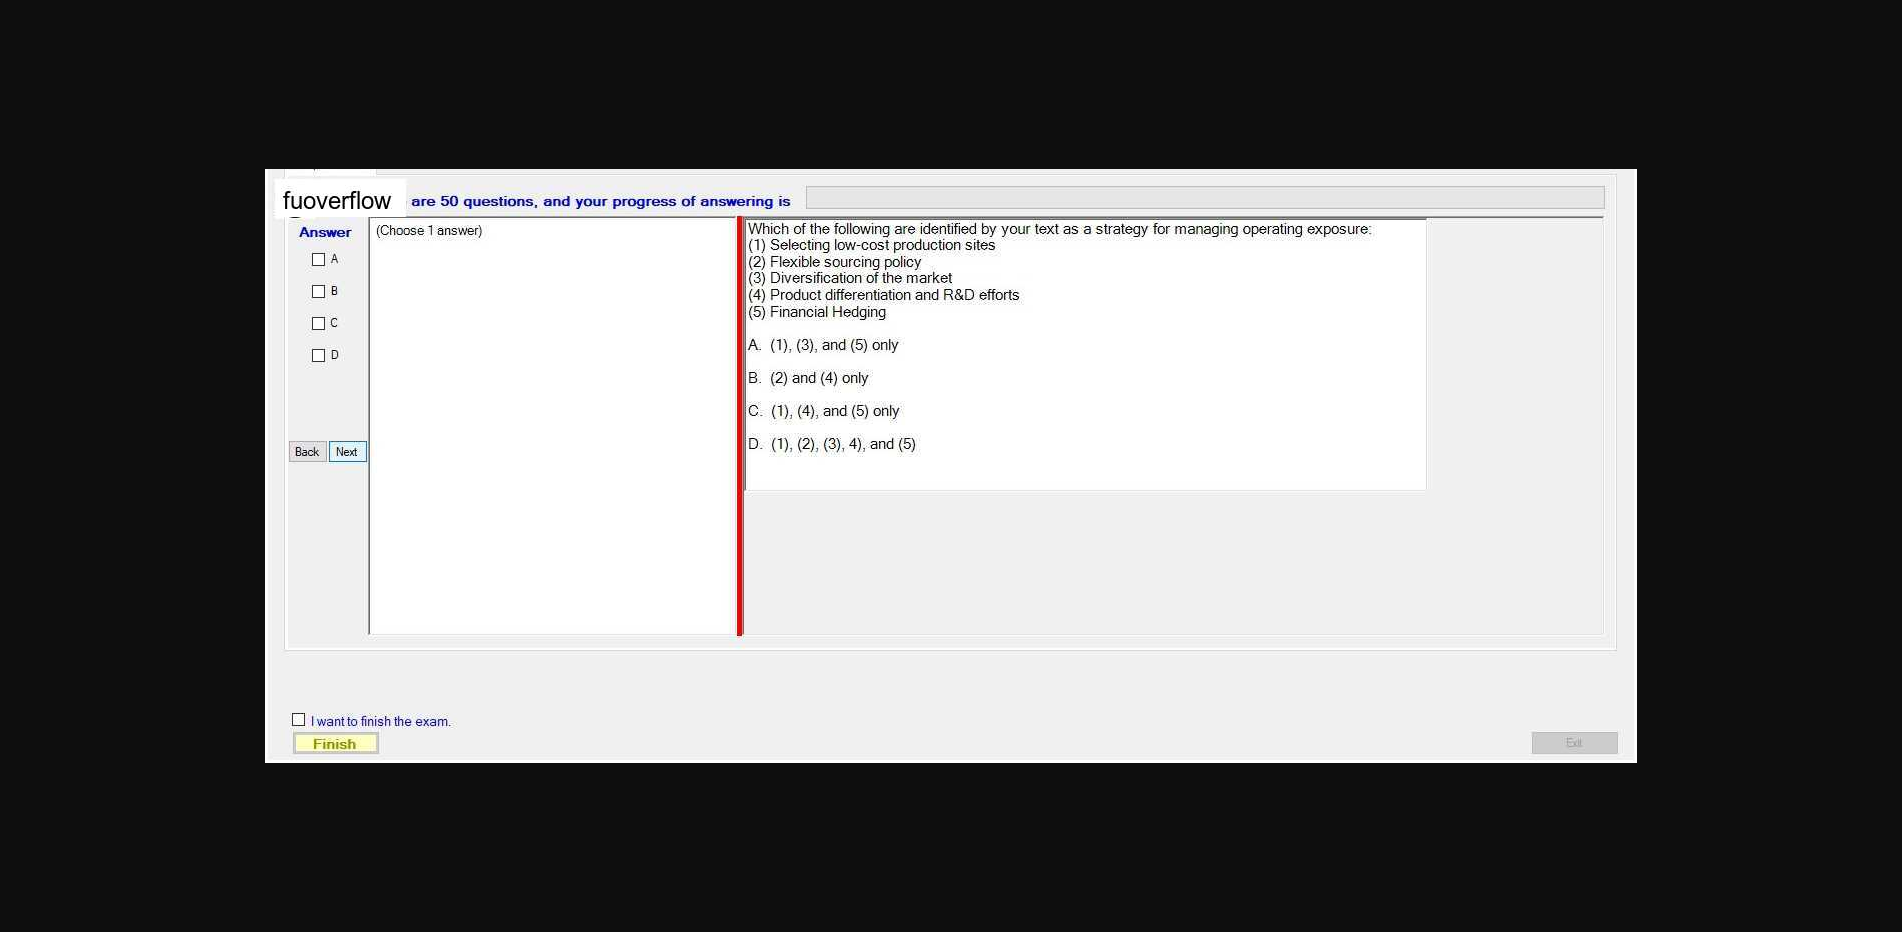 fuoverflow are 50 questions, and your progress of answering is
Answer
(Choose 1 answer)
A
B
C
D
Back Next
Which of the following are identified by your text as a strategy for managing operating exposure:
(1) Selecting low-cost production sites
(2) Flexible sourcing policy
(3) Diversification of the market
(4) Product differentiation and R&D efforts
(5) Financial Hedging
A. (1), (3), and (5) only
B. (2) and (4) only
C. (1), (4), and (5) only
D. (1), (2), (3), 4), and (5)
I want to finish the exam.
Finish
Exit